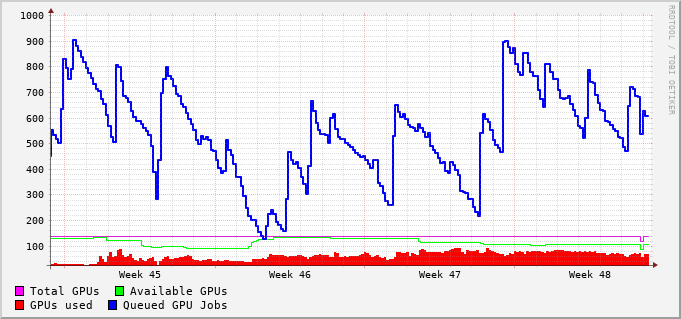 1000
900
800
700
600
500
400
300
200
100
Week 45 Week 46 Week 47 Week 48
Total GPUs Available GPUs
GPUs used Queued GPU Jobs
RRDTOOL / TOBI OETIKER